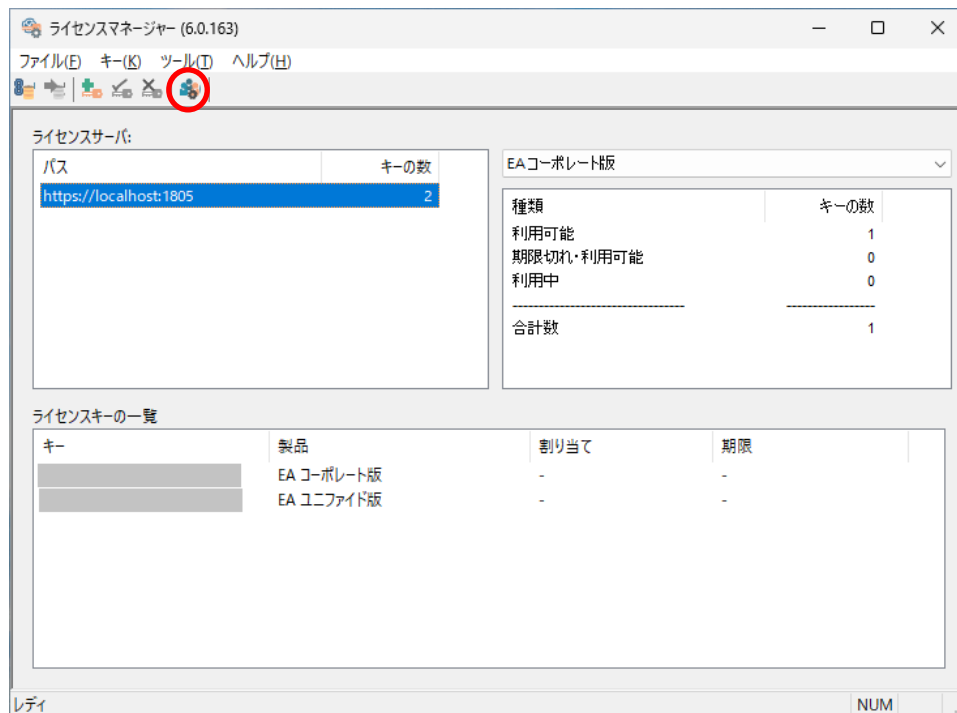 ライセンスマネージャー (6.0.163)
ファイル(F) キー(K) ツール(T) ヘルプ(H)
ライセンスサーバ:
パス キーの数
https://localhost:1805 2
EAコーポレート版
種類 キーの数
利用可能 1
期限切れ・利用可能 0
利用中 0
--------------------------------- -----------------
合計数 1
ライセンスキーの一覧
キー 製品 割り当て 期限
EA コーポレート版 - -
EA ユニファイド版 - -
レディ NUM